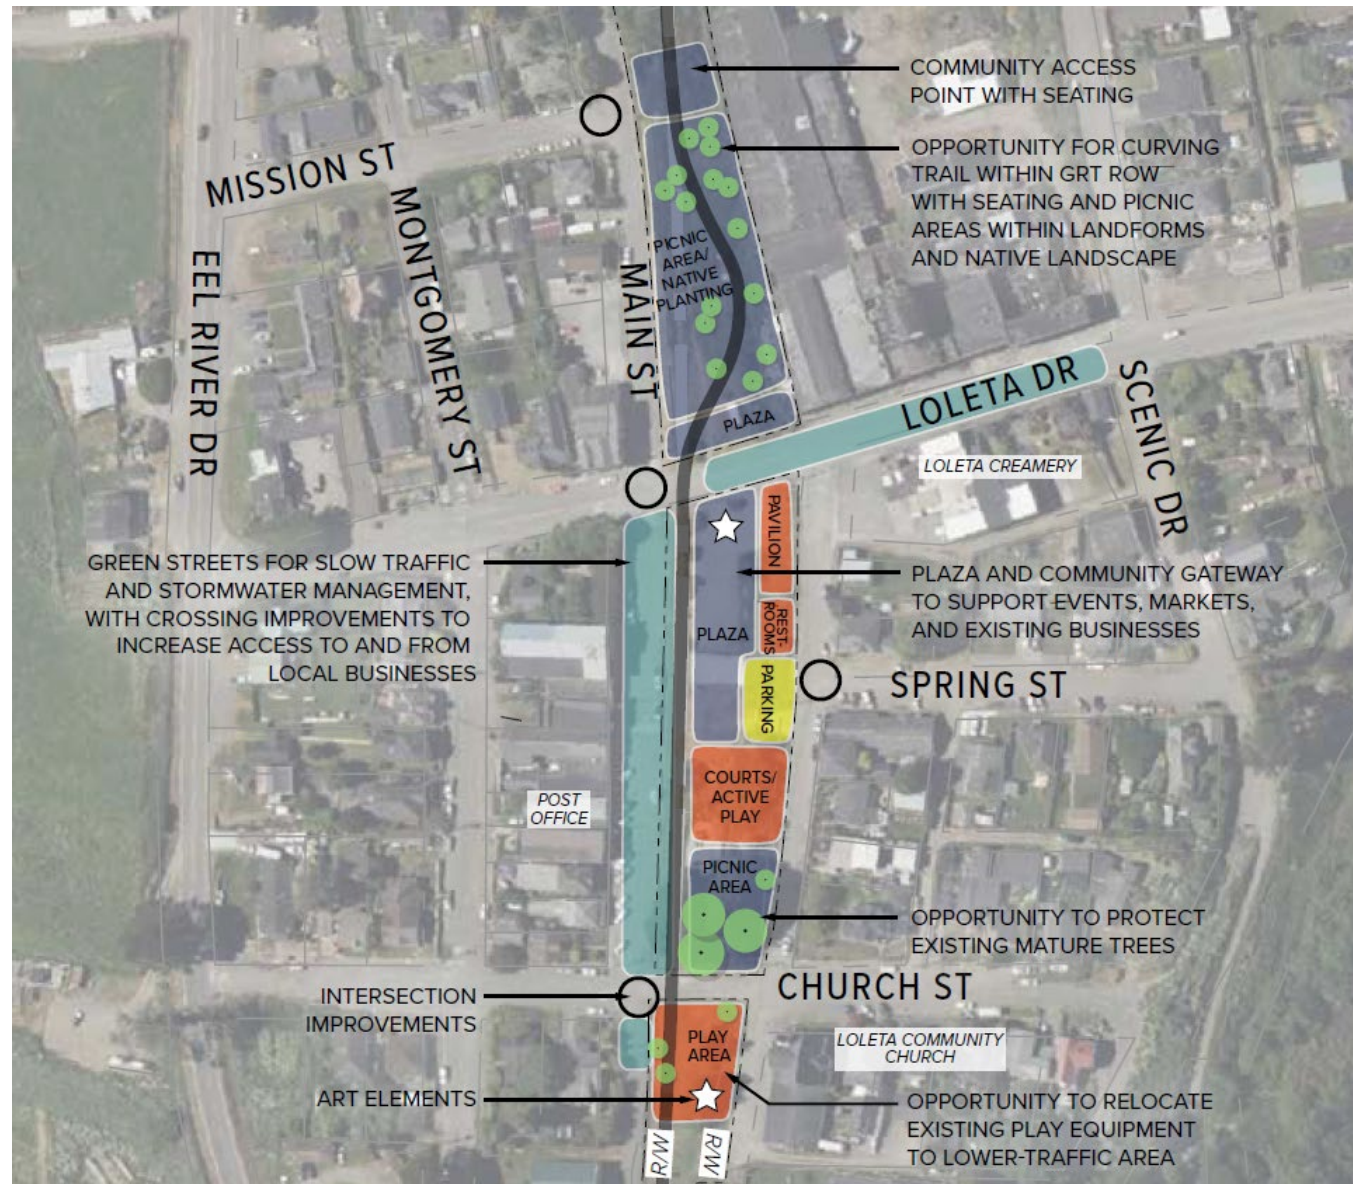 COMMUNITY ACCESS
POINT WITH SEATING
OPPORTUNITY FOR CURVING
TRAIL WITHIN GRT ROW
WITH SEATING AND PICNIC
AREAS WITHIN LANDFORMS
AND NATIVE LANDSCAPE
MISSION ST
MONTGOMERY ST
EEL RIVER DR
MAIN ST
PICNIC
AREA/
NATIVE
PLANTING
PLAZA
LOLETA DR
SCENIC DR
LOLETA CREAMERY
GREEN STREETS FOR SLOW TRAFFIC
AND STORMWATER MANAGEMENT,
WITH CROSSING IMPROVEMENTS TO
INCREASE ACCESS TO AND FROM
LOCAL BUSINESSES
PAVILION
REST-
ROOMS
PLAZA
PARKING
PLAZA AND COMMUNITY GATEWAY
TO SUPPORT EVENTS, MARKETS,
AND EXISTING BUSINESSES
SPRING ST
COURTS/
ACTIVE
PLAY
POST
OFFICE
PICNIC
AREA
OPPORTUNITY TO PROTECT
EXISTING MATURE TREES
CHURCH ST
INTERSECTION
IMPROVEMENTS
PLAY
AREA
LOLETA COMMUNITY
CHURCH
ART ELEMENTS
OPPORTUNITY TO RELOCATE
EXISTING PLAY EQUIPMENT
TO LOWER-TRAFFIC AREA
R/W
R/W